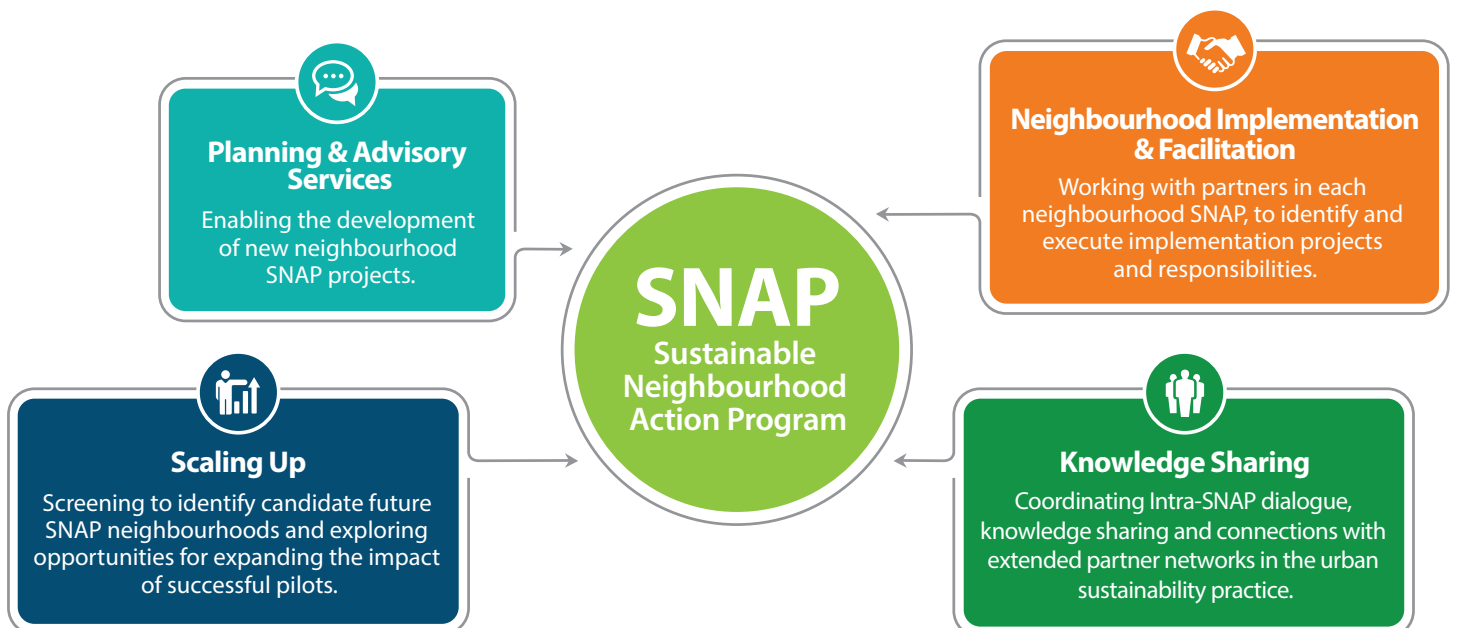 Planning & Advisory
Services
Enabling the development
of new neighbourhood
SNAP projects.
Neighbourhood Implementation
& Facilitation
Working with partners in each
neighbourhood SNAP, to identify and
execute implementation projects
and responsibilities.
SNAP
Sustainable
Neighbourhood
Action Program
Scaling Up
Screening to identify candidate future
SNAP neighbourhoods and exploring
opportunities for expanding the impact
of successful pilots.
Knowledge Sharing
Coordinating Intra-SNAP dialogue,
knowledge sharing and connections with
extended partner networks in the urban
sustainability practice.